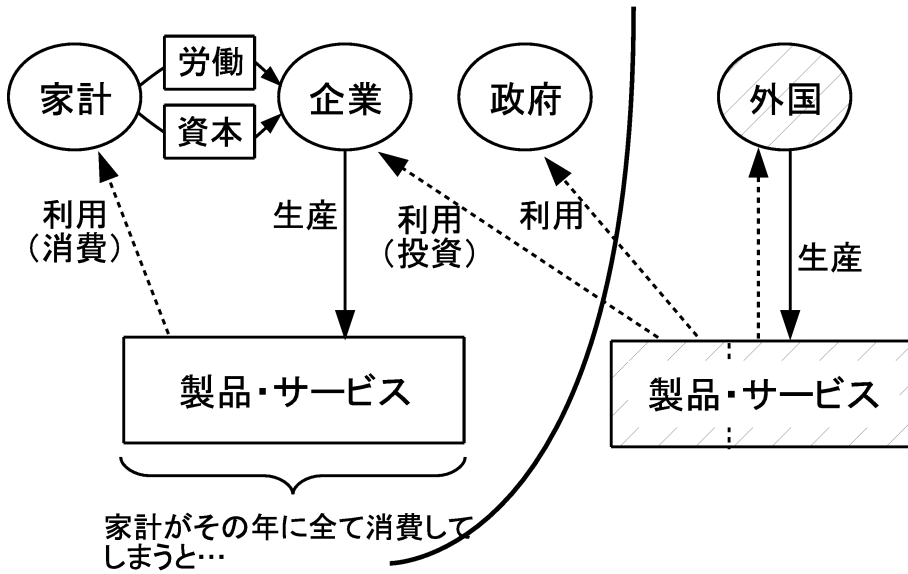 家計
労働
資本
企業
政府
外国
利用
(消費)
生産
利用
(投資)
利用
生産
製品・サービス
製品・サービス
家計がその年に全て消費して
しまうと…